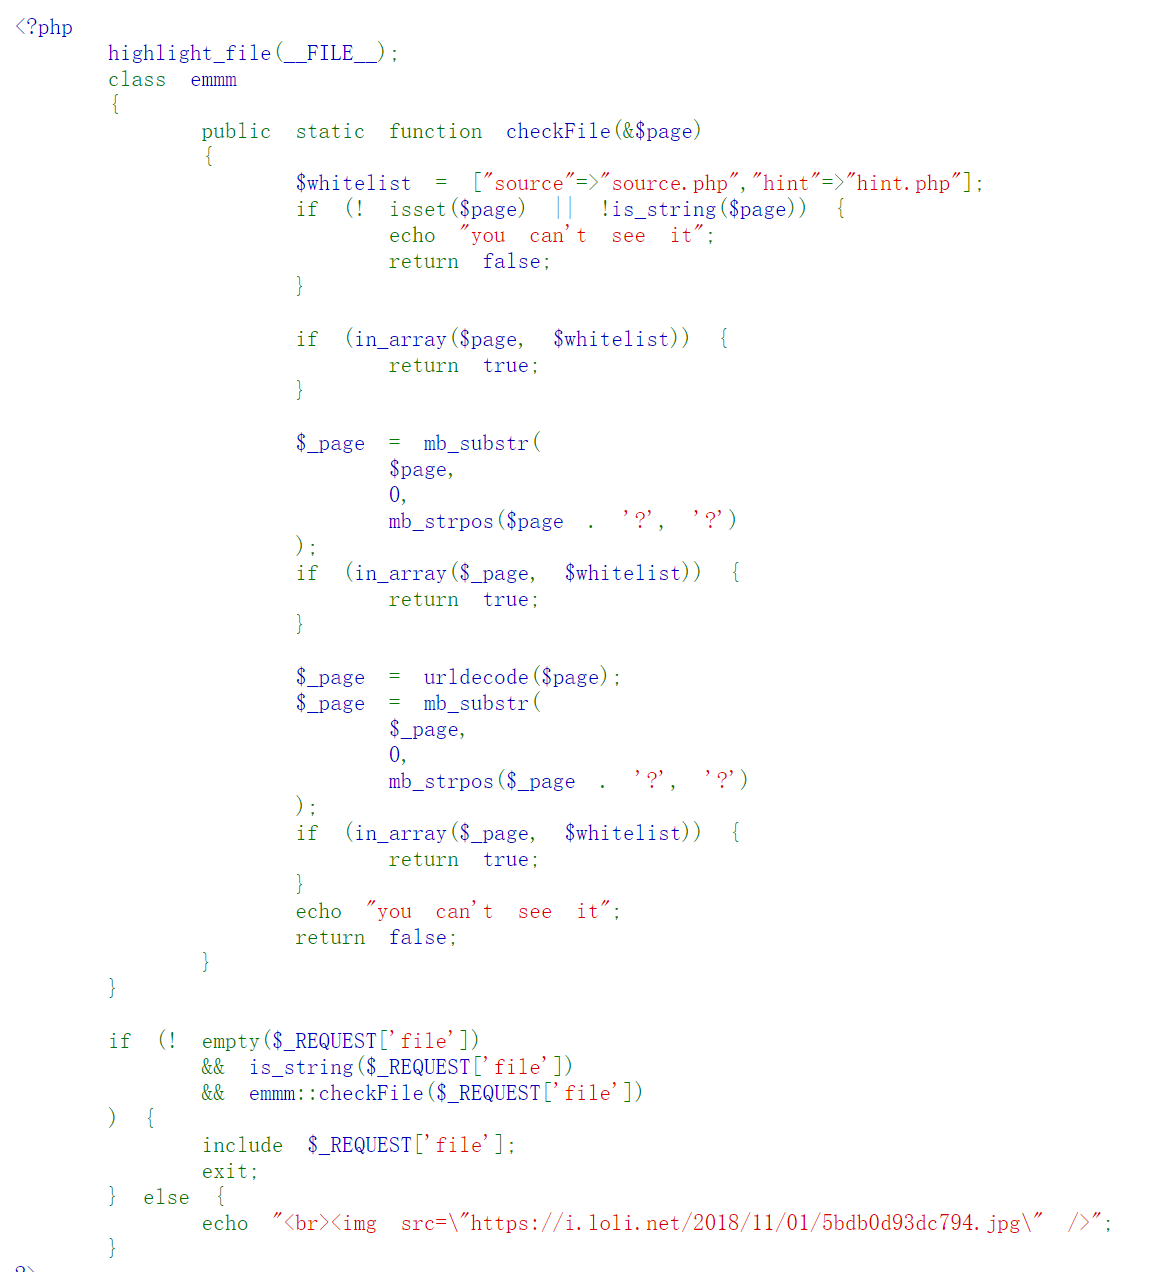 <?php
highlight_file(__FILE__);
class emmm
{
public static function checkFile(&$page)
{
$whitelist = ["source"=>"source.php","hint"=>"hint.php"];
if (! isset($page) || !is_string($page)) {
echo "you can't see it";
return false;
}
if (in_array($page, $whitelist)) {
return true;
}
$_page = mb_substr(
$page,
0,
mb_strpos($page . '?', '?')
);
if (in_array($_page, $whitelist)) {
return true;
}
$_page = urldecode($page);
$_page = mb_substr(
$_page,
0,
mb_strpos($_page . '?', '?')
);
if (in_array($_page, $whitelist)) {
return true;
}
echo "you can't see it";
return false;
}
}
if (! empty($_REQUEST['file'])
&& is_string($_REQUEST['file'])
&& emmm::checkFile($_REQUEST['file'])
) {
include $_REQUEST['file'];
exit;
} else {
echo "<br><img src=\"https://i.loli.net/2018/11/01/5bdb0d93dc794.jpg\" />";
}
?>